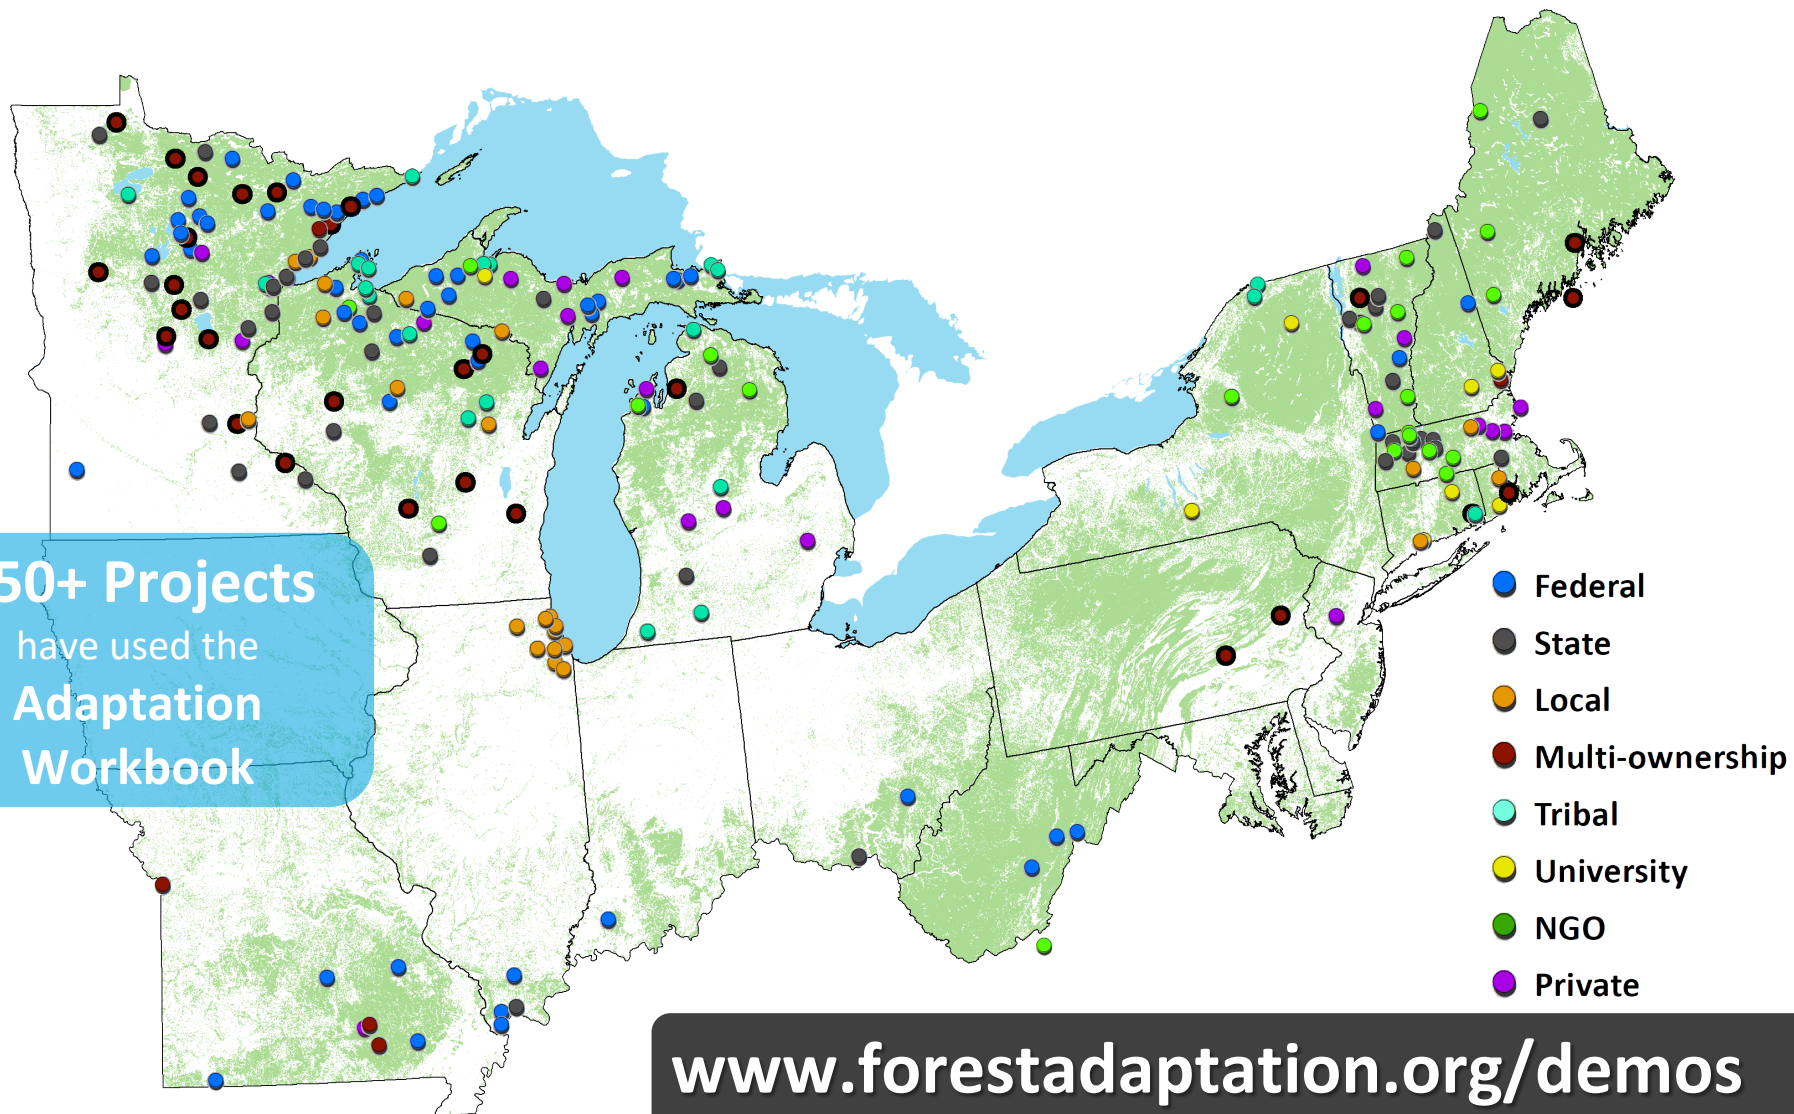 50+ Projects
have used the
Adaptation
Workbook
Federal
State
Local
Multi-ownership
Tribal
University
NGO
Private
www.forestadaptation.org/demos